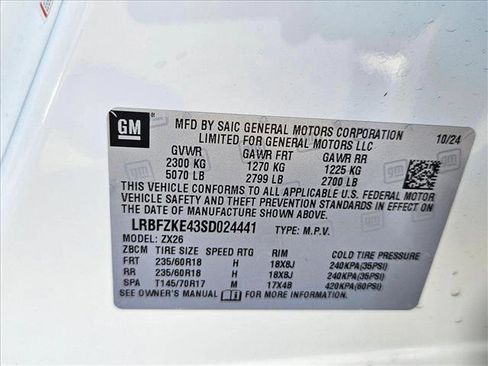 GM
MFD BY SAIC GENERAL MOTORS CORPORATION
LIMITED FOR GENERAL MOTORS LLC
10/24
GVWR GAWR FRT GAWR RR
2300 KG 1270 KG 1225 KG
5070 LB 2799 LB 2700 LB
THIS VEHICLE CONFORMS TO ALL APPLICABLE U.S. FEDERAL MOTOR
VEHICLE SAFETY AND THEFT PREVENTION STANDARDS IN EFFECT
ON THE DATE OF MANUFACTURE SHOWN ABOVE.
LRBFZKE43SD024441 TYPE: M.P.V.
MODEL: ZX26
ZBCM TIRE SIZE SPEED RTG RIM COLD TIRE PRESSURE
FRT 235/60R18 H 18X8J 240KPA(35PSI)
RR 235/60R18 H 18X8J 240KPA(35PSI)
SPA T145/70R17 M 17X4B 420KPA(60PSI)
SEE OWNER'S MANUAL FOR MORE INFORMATION.